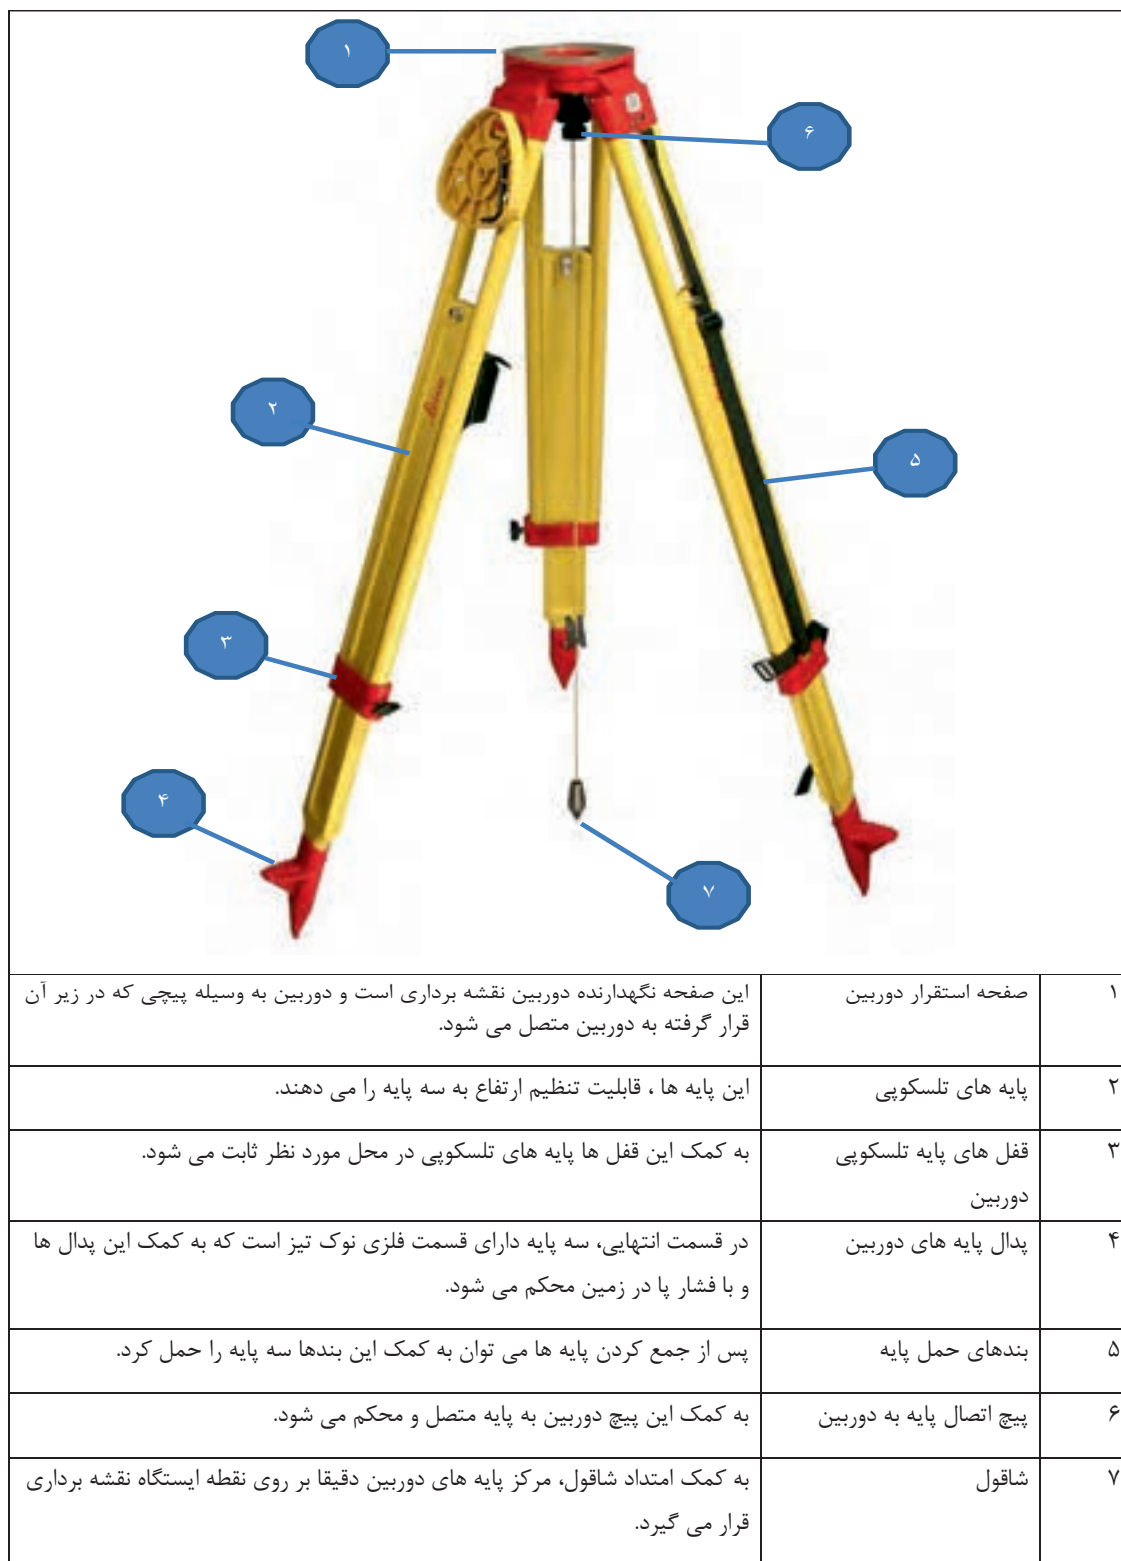 ۱
۶
۲
۵
۳
۴
۷
۱ صفحه استقرار دوربین این صفحه نگهدارنده دوربین نقشه برداری است و دوربین به وسیله پیچی که در زیر آن
قرار گرفته به دوربین متصل می شود.
۲ پایه های تلسکوپی این پایه ها ، قابلیت تنظیم ارتفاع به سه پایه را می دهند.
۳ قفل های پایه تلسکوپی به کمک این قفل ها پایه های تلسکوپی در محل مورد نظر ثابت می شود.
دوربین
۴ پدال پایه های دوربین در قسمت انتهایی، سه پایه دارای قسمت فلزی نوک تیز است که به کمک این پدال ها
و با فشار پا در زمین محکم می شود.
۵ بندهای حمل پایه پس از جمع کردن پایه ها می توان به کمک این بندها سه پایه را حمل کرد.
۶ پیچ اتصال پایه به دوربین به کمک این پیچ دوربین به پایه متصل و محکم می شود.
۷ شاقول به کمک امتداد شاقول، مرکز پایه های دوربین دقیقا بر روی نقطه ایستگاه نقشه برداری
قرار می گیرد.